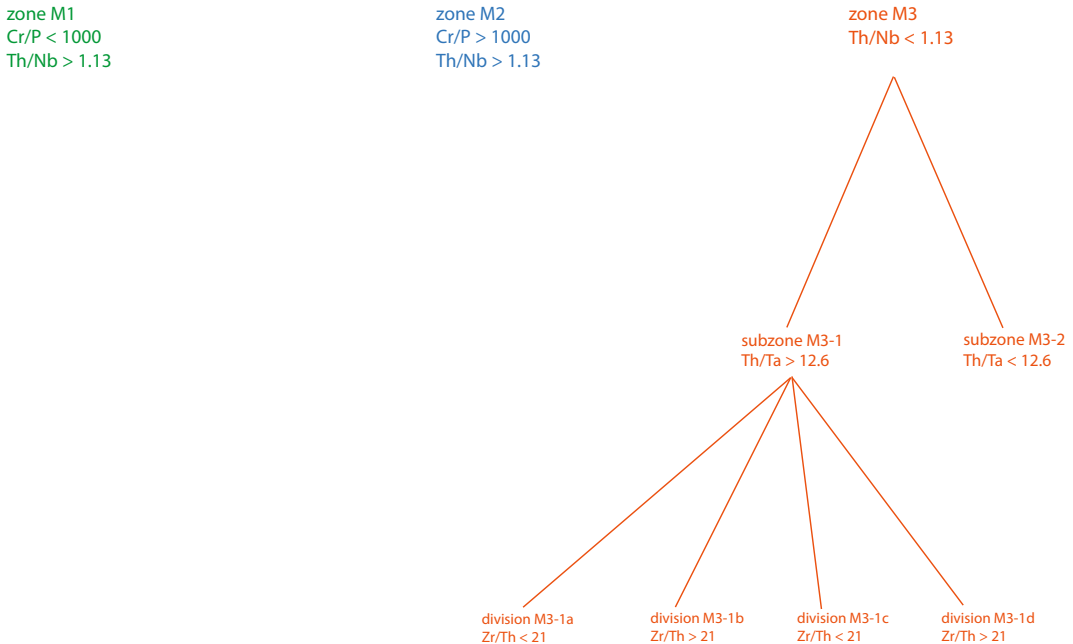 zone M1
Cr/P < 1000
Th/Nb > 1.13
zone M2
Cr/P > 1000
Th/Nb > 1.13
zone M3
Th/Nb < 1.13
subzone M3-1
Th/Ta > 12.6
subzone M3-2
Th/Ta < 12.6
division M3-1a
Zr/Th < 21
division M3-1b
Zr/Th > 21
division M3-1c
Zr/Th < 21
division M3-1d
Zr/Th > 21